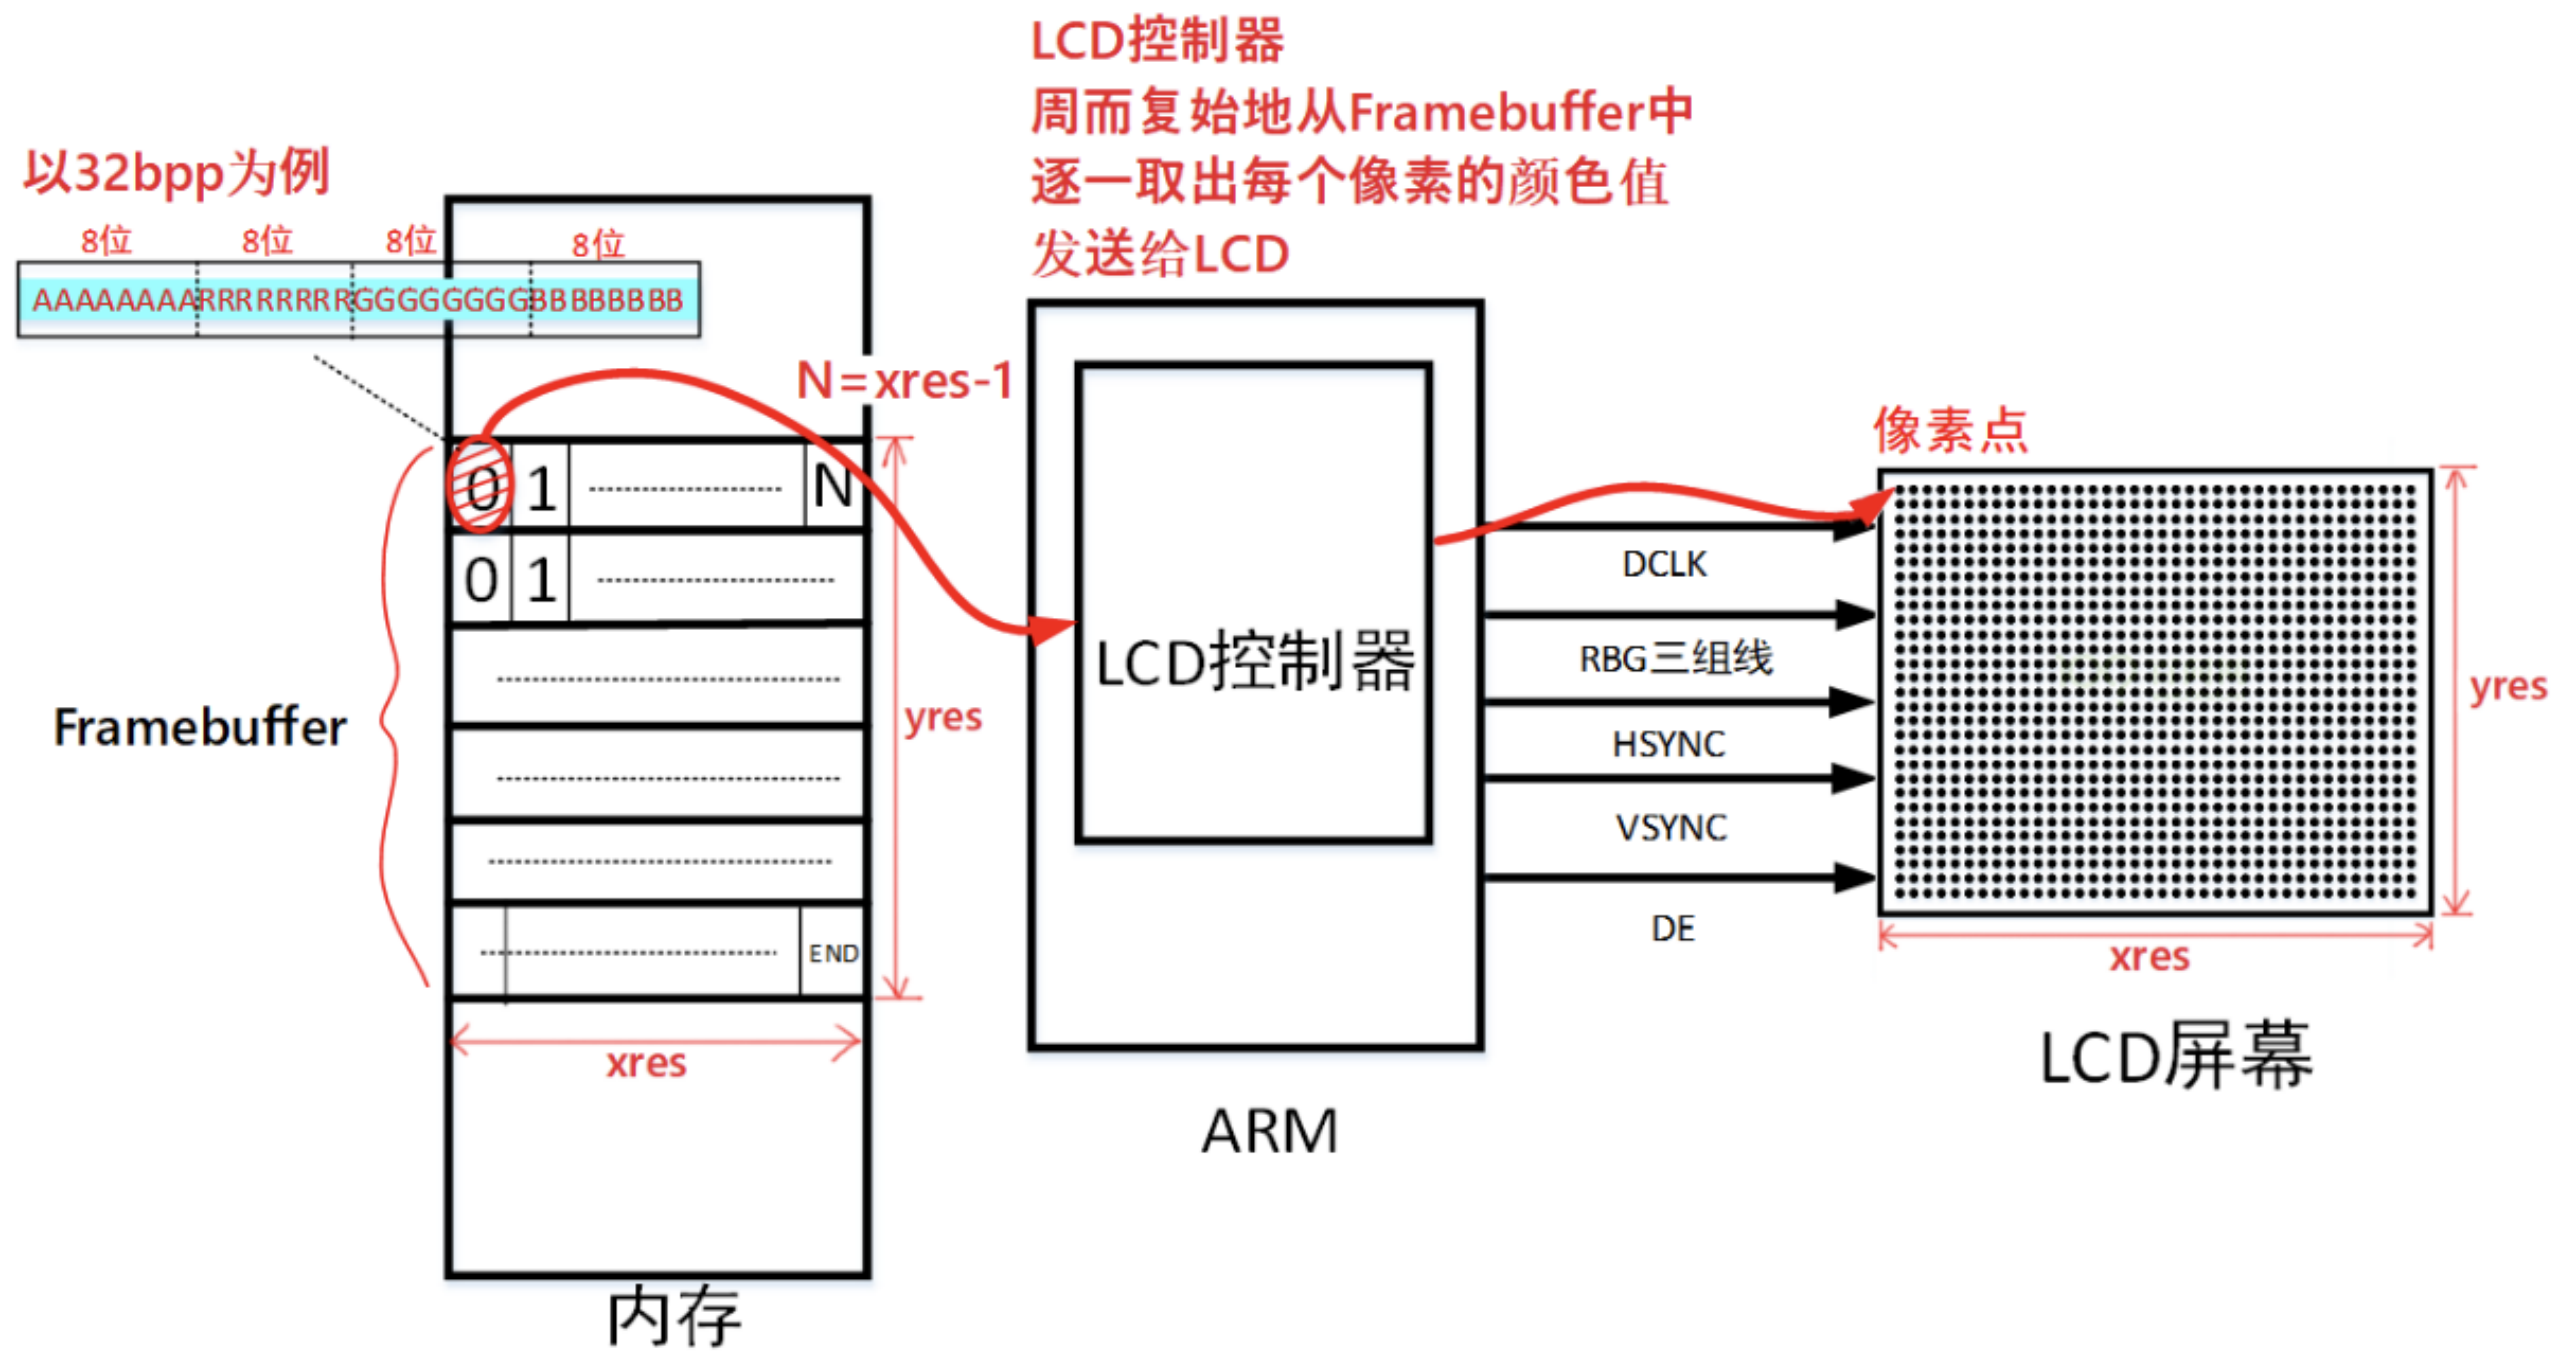 LCD控制器
周而复始地从Framebuffer中
逐一取出每个像素的颜色值
发送给LCD
以32bpp为例
8位 8位 8位 8位
AAAAAAAARRRRRRRRGGGGGGGGBBBBBBBB
N=xres-1
0 1 N
0 1
END
Framebuffer
yres
xres
内存
LCD控制器
ARM
DCLK
RBG三组线
HSYNC
VSYNC
DE
像素点
yres
xres
LCD屏幕